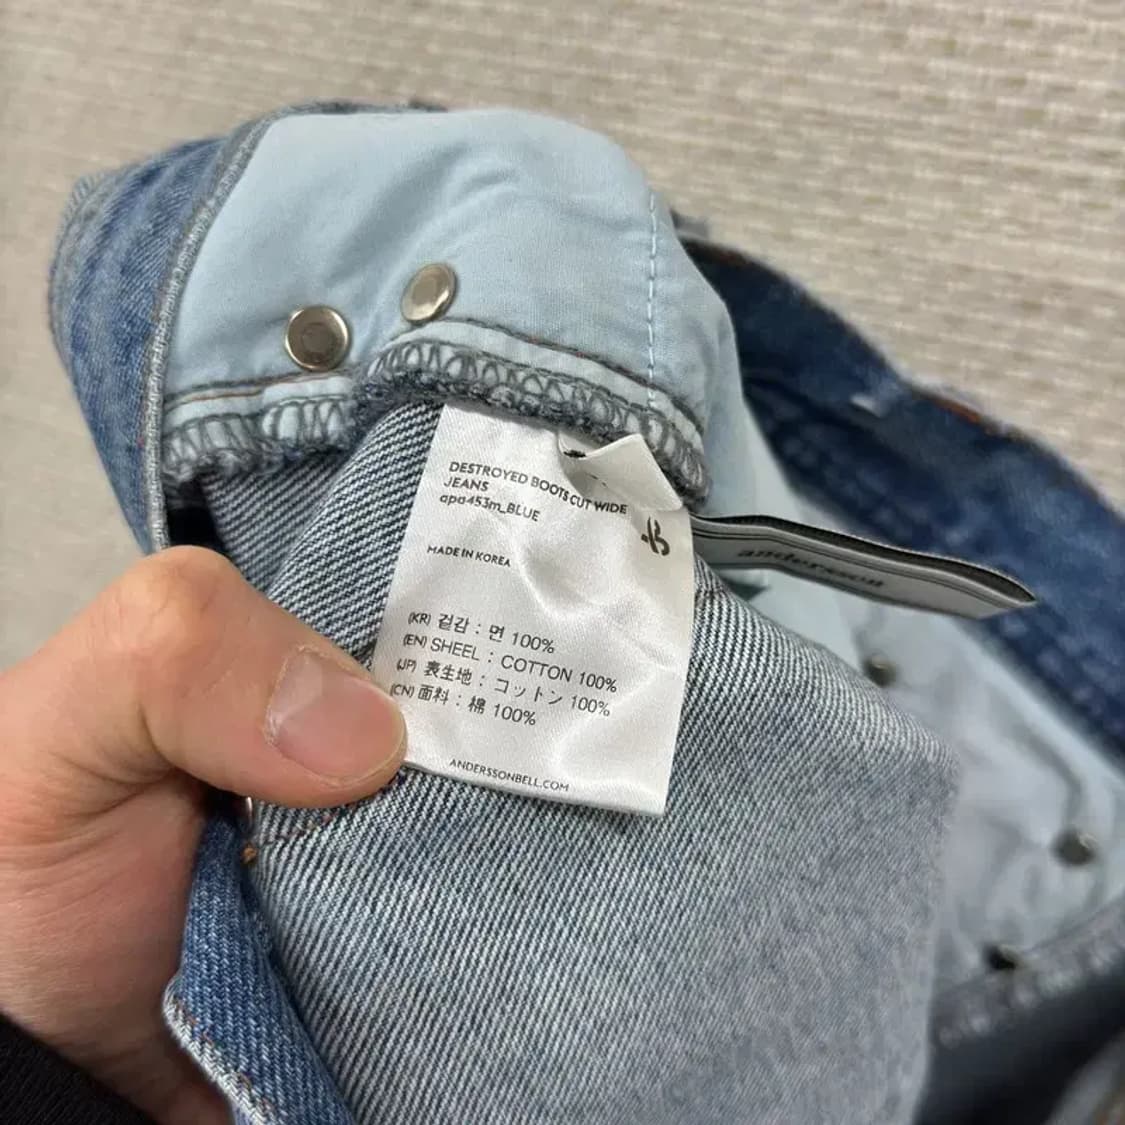 DESTROYED BOOTS CUT WIDE
JEANS
apa453m_BLUE
MADE IN KOREA
(KR) 겉감 : 면 100%
(EN) SHEEL : COTTON 100%
(JP) 表生地 : コットン 100%
(CN) 面料 : 棉 100%
ANDERSSONBELL.COM
andersson